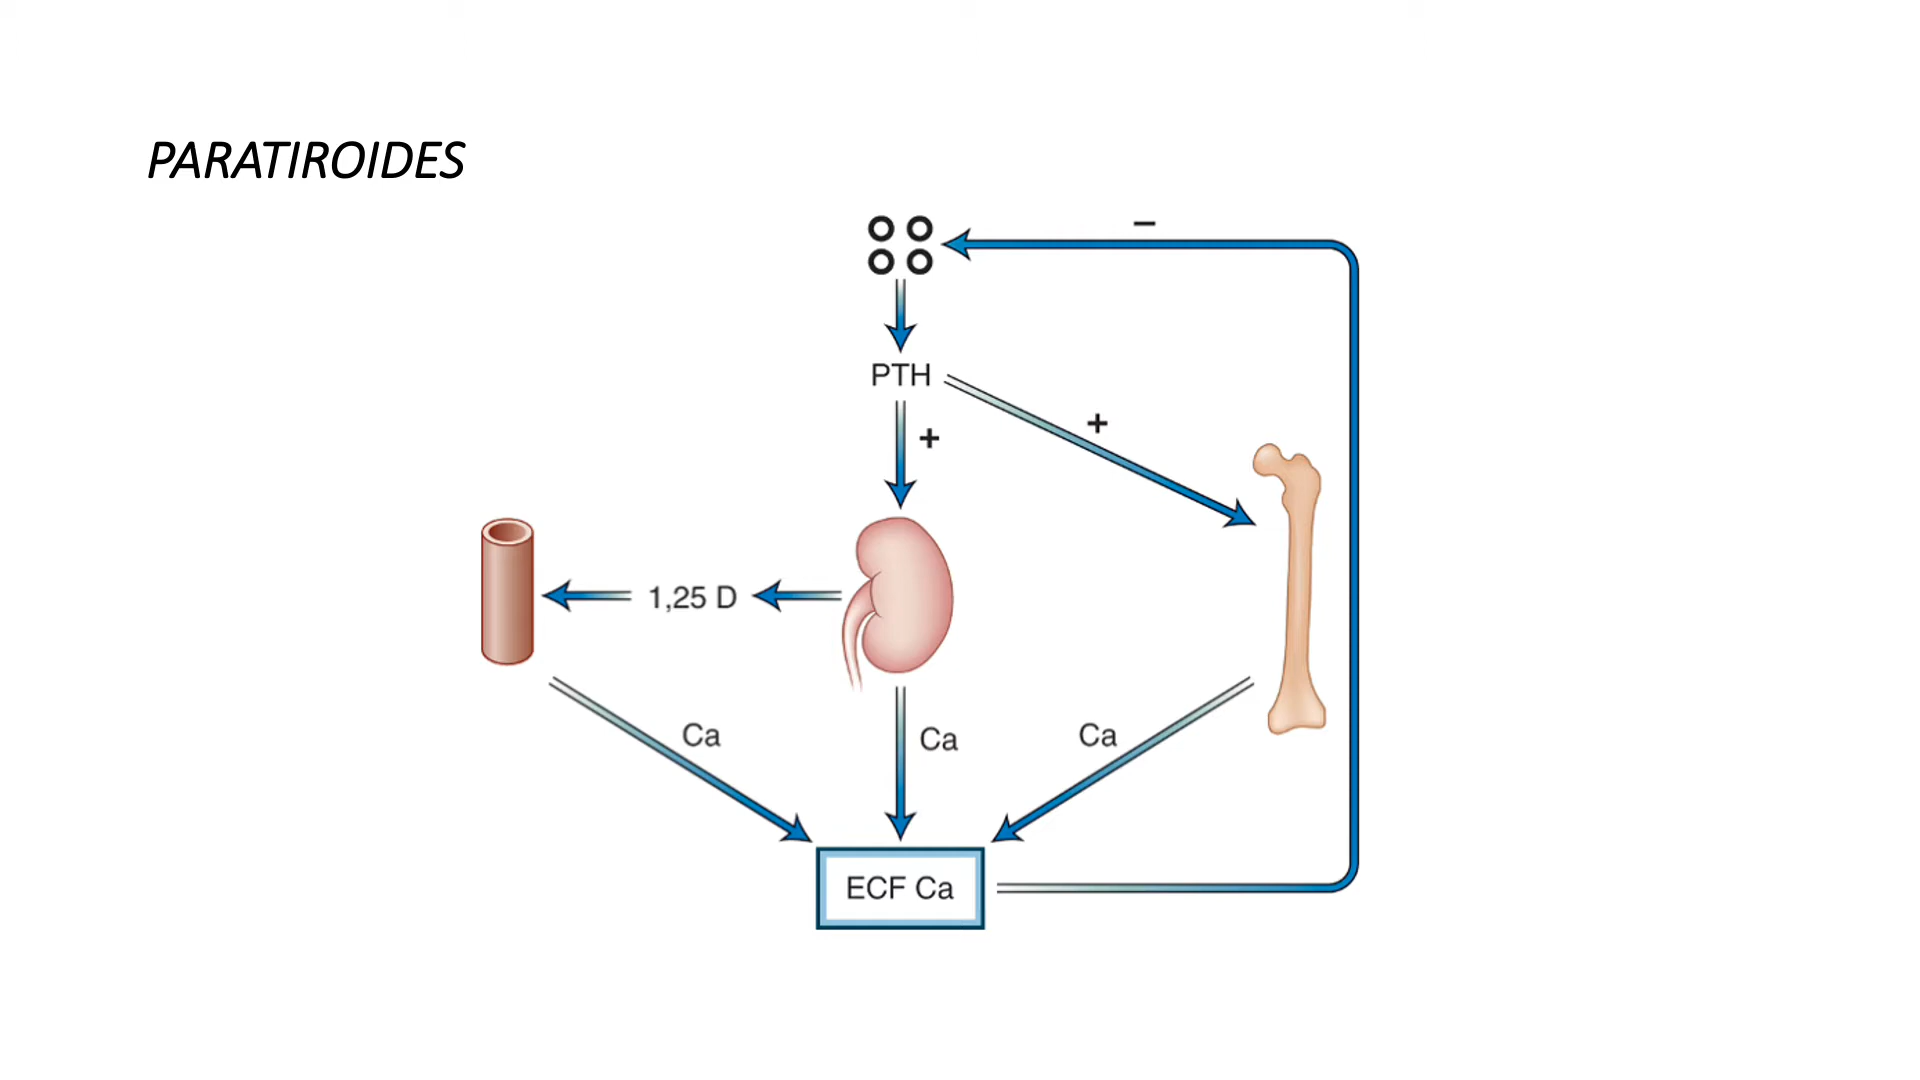 PARATIROIDES
−
PTH
+
+
1,25 D
Ca
Ca
Ca
ECF Ca